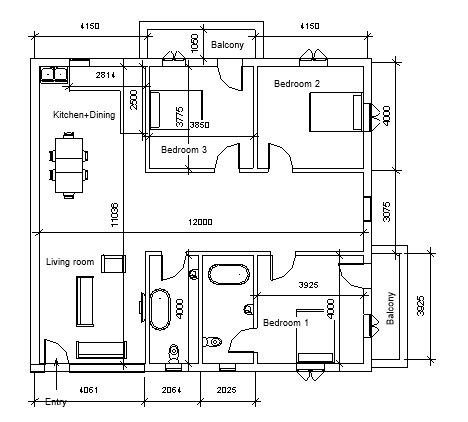 4150
4150
1050
Balcony
2814
2500
Bedroom 2
3775
Kitchen+Dining
3850
4000
Bedroom 3
11036
12000
3075
Living room
3925
4000
4000
Bedroom 1
Balcony
3925
4061
2064
2025
Entry